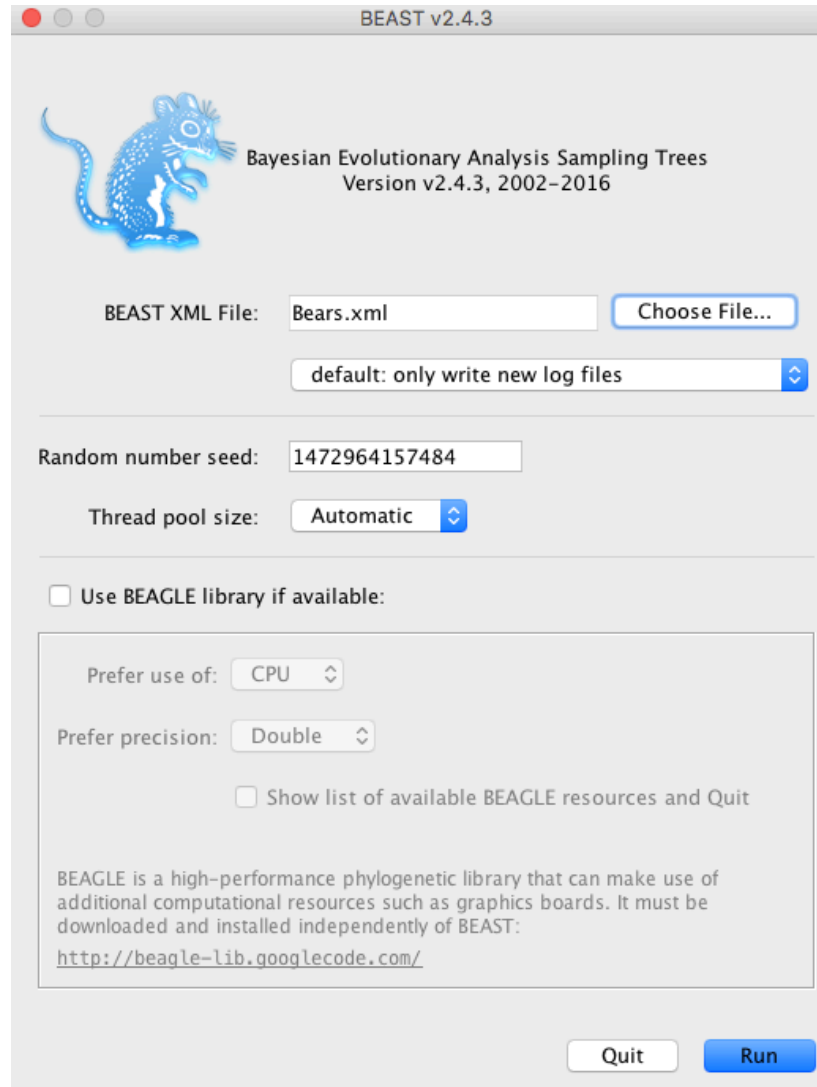 BEAST v2.4.3
Bayesian Evolutionary Analysis Sampling Trees
Version v2.4.3, 2002-2016
BEAST XML File: Bears.xml Choose File...
default: only write new log files
Random number seed: 1472964157484
Thread pool size: Automatic
Use BEAGLE library if available:
Prefer use of: CPU
Prefer precision: Double
Show list of available BEAGLE resources and Quit
BEAGLE is a high-performance phylogenetic library that can make use of
additional computational resources such as graphics boards. It must be
downloaded and installed independently of BEAST:
http://beagle-lib.googlecode.com/
Quit Run